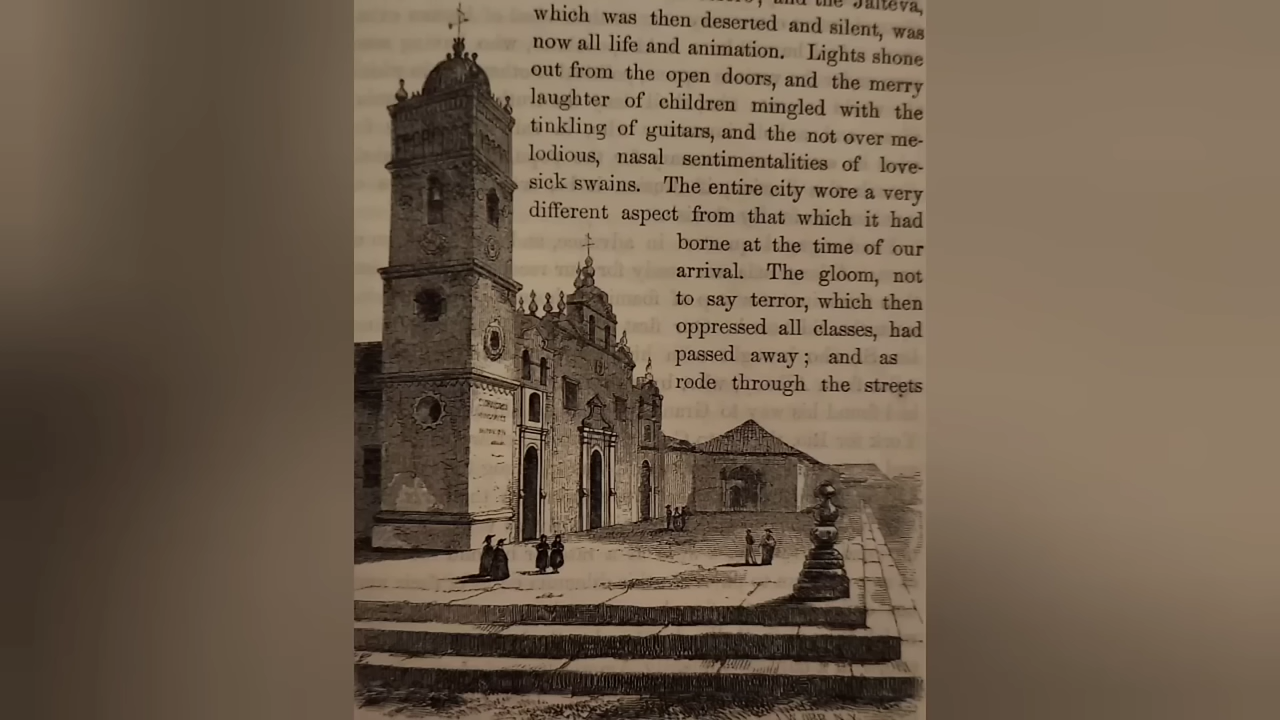 and the Jalteva,
which was then deserted and silent, was
now all life and animation. Lights shone
out from the open doors, and the merry
laughter of children mingled with the
tinkling of guitars, and the not over me-
lodious, nasal sentimentalities of love-
sick swains. The entire city wore a very
different aspect from that which it had
borne at the time of our
arrival. The gloom, not
to say terror, which then
oppressed all classes, had
passed away; and as
rode through the streets